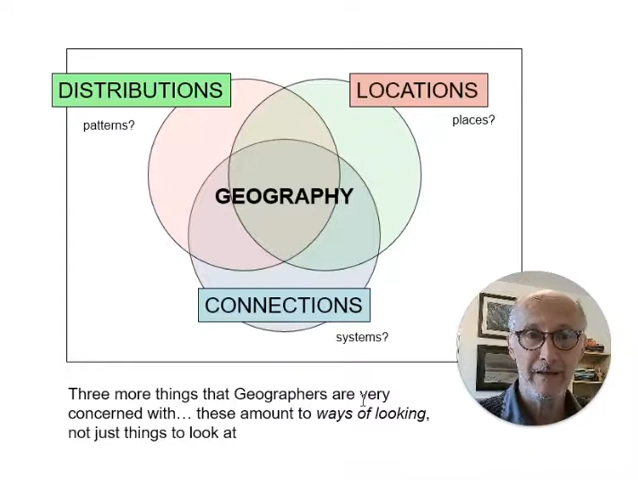 DISTRIBUTIONS
LOCATIONS
patterns?
places?
GEOGRAPHY
CONNECTIONS
systems?
Three more things that Geographers are very
concerned with… these amount to ways of looking,
not just things to look at